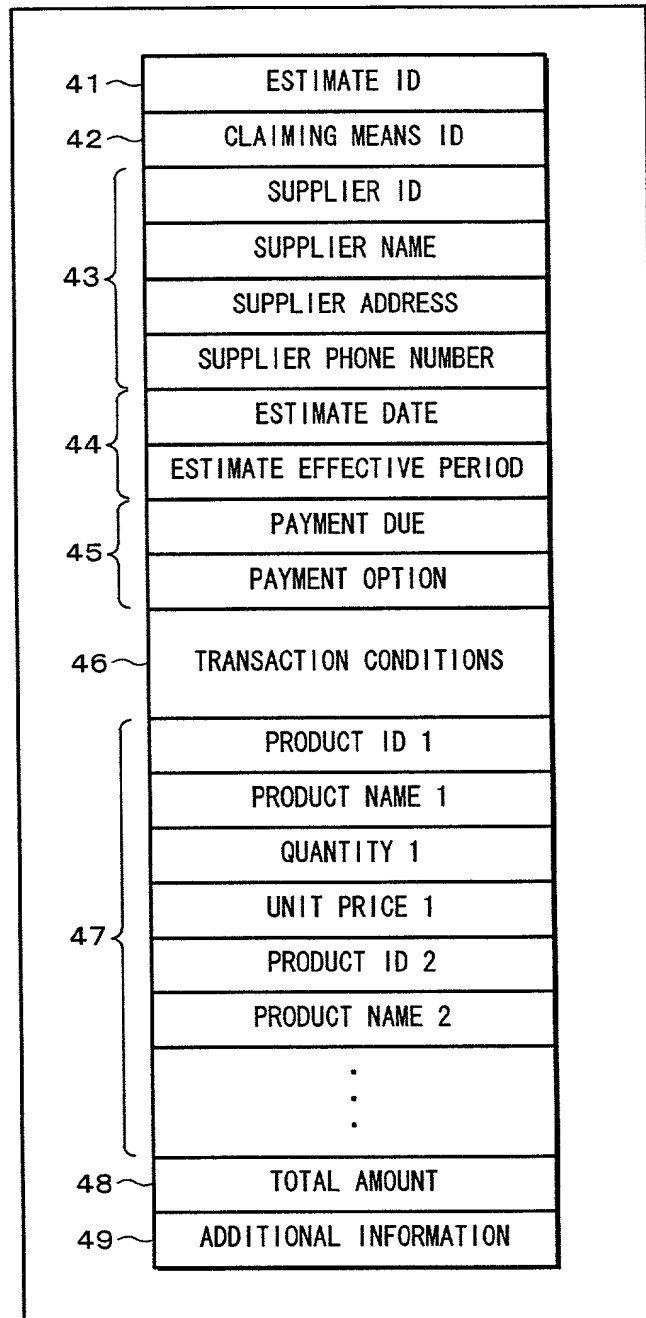 41 ESTIMATE ID
42 CLAIMING MEANS ID
43 SUPPLIER ID
SUPPLIER NAME
SUPPLIER ADDRESS
SUPPLIER PHONE NUMBER
44 ESTIMATE DATE
ESTIMATE EFFECTIVE PERIOD
45 PAYMENT DUE
PAYMENT OPTION
46 TRANSACTION CONDITIONS
47 PRODUCT ID 1
PRODUCT NAME 1
QUANTITY 1
UNIT PRICE 1
PRODUCT ID 2
PRODUCT NAME 2
.
.
.
48 TOTAL AMOUNT
49 ADDITIONAL INFORMATION